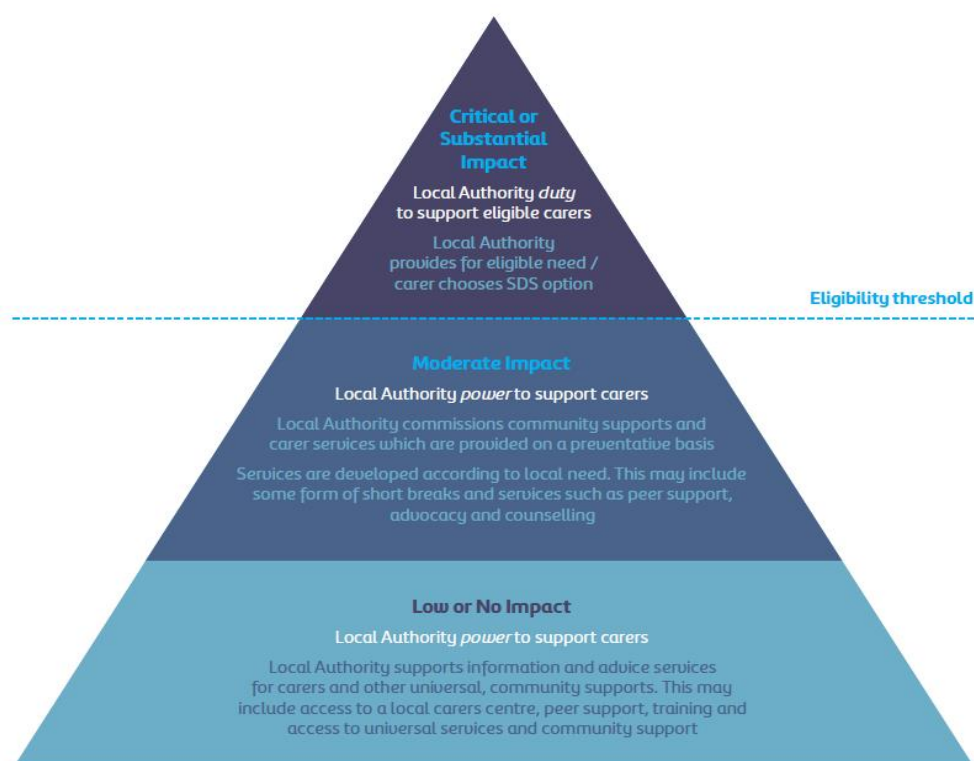 Critical or
Substantial
Impact
Local Authority duty
to support eligible carers
Local Authority
provides for eligible need /
carer chooses SDS option
Eligibility threshold
Moderate Impact
Local Authority power to support carers
Local Authority commissions community supports and
carer services which are provided on a preventative basis
Services are developed according to local need. This may include
some form of short breaks and services such as peer support,
advocacy and counselling
Low or No Impact
Local Authority power to support carers
Local Authority supports information and advice services
for carers and other universal, community supports. This may
include access to a local carers centre, peer support, training and
access to universal services and community support